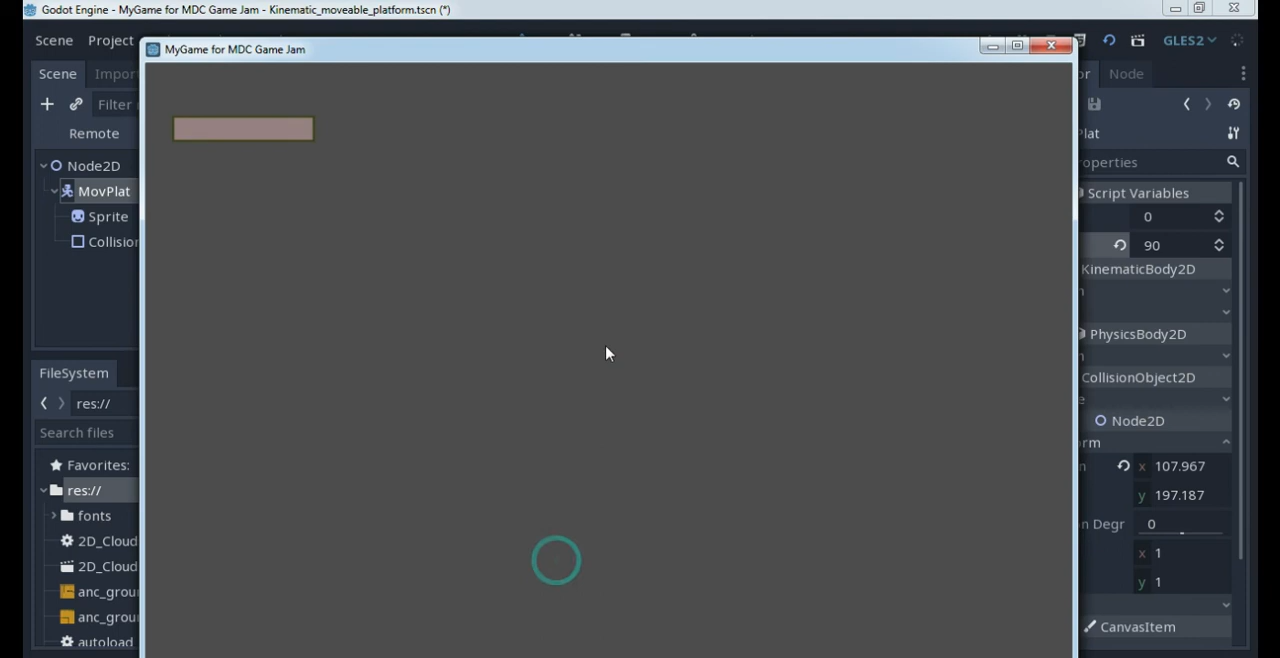 Godot Engine - MyGame for MDC Game Jam - Kinematic_moveable_platform.tscn (*)
Scene Project
GLES2
MyGame for MDC Game Jam
Scene Impor
Node
Filter
Remote
Plat
Node2D
roperties
MovPlat
Script Variables
Sprite
0
Collision
90
KinematicBody2D
PhysicsBody2D
FileSystem
CollisionObject2D
res://
Node2D
Search files
orm
Favorites:
x 107.967
res://
y 197.187
fonts
on Degr 0
2D_Cloud
x 1
2D_Cloud
y 1
anc_groun
anc_groun
CanvasItem
autoload